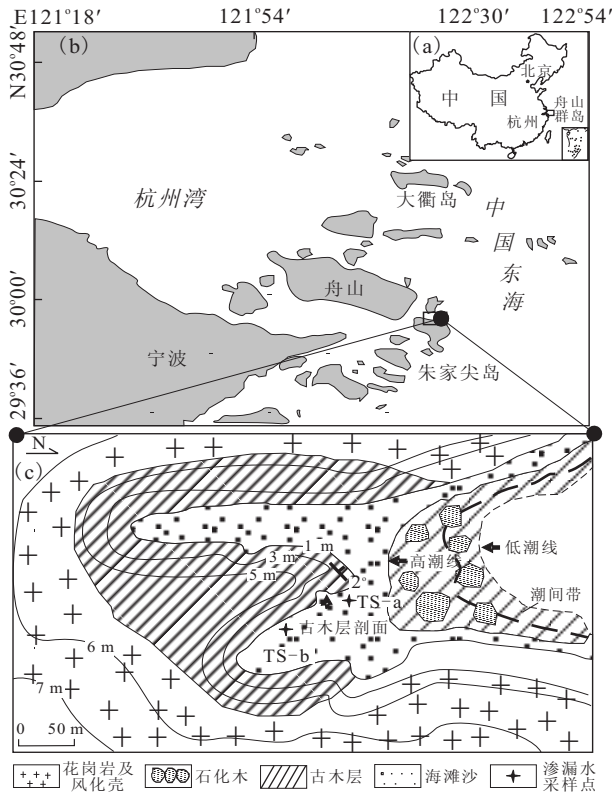 E121°18′ 121°54′ 122°30′ 122°54′
N30°48′
(b)
(a)
北京
中 国
杭州
舟山
群岛
30°24′
杭州湾
大衢岛
中
国
东
海
舟山
30°00′
宁波
朱家尖岛
29°36′
N
(c)
1 m
3 m
5 m
2°
高潮线
低潮线
TS-a
潮间带
古木层剖面
TS-b
6 m
7 m
0 50 m
花岗岩及
风化壳
石化木
古木层
海滩沙
渗漏水
采样点